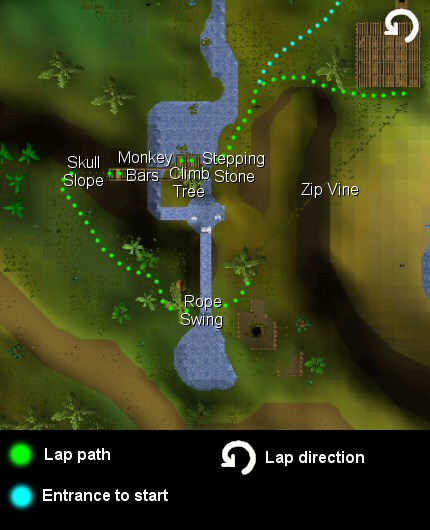 Skull
Slope
Monkey
Bars
Climb
Tree
Stepping
Stone
Zip Vine
Rope
Swing
Lap path
Lap direction
Entrance to start